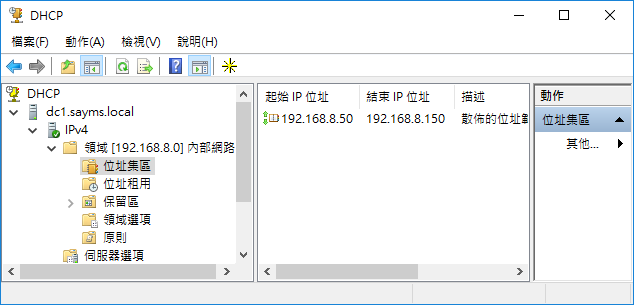 DHCP
檔案(F) 動作(A) 檢視(V) 說明(H)
DHCP
dc1.sayms.local
IPv4
領域 [192.168.8.0] 內部網路
位址集區
位址租用
保留區
領域選項
原則
伺服器選項
起始 IP 位址 結束 IP 位址 描述
192.168.8.50 192.168.8.150 散佈的位址
動作
位址集區
其他...